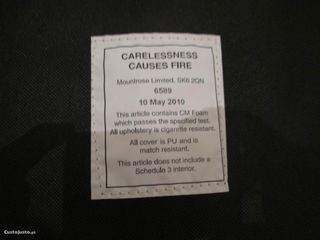 CARELESSNESS
CAUSES FIRE
Mountrose Limited, SK6 2QN
6589
10 May 2010
This article contains CM Foam
which passes the specified test.
All upholstery is cigarette resistant.
All cover is PU and is
match resistant.
This article does not include a
Schedule 3 interior.
CustoJusto.pt